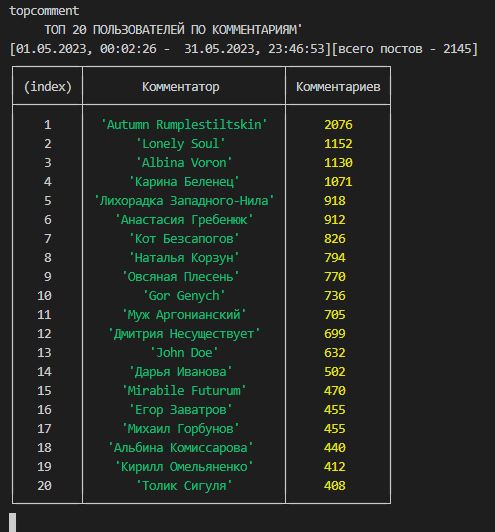 topcomment
ТОП 20 ПОЛЬЗОВАТЕЛЕЙ ПО КОММЕНТАРИЯМ'
[01.05.2023, 00:02:26 - 31.05.2023, 23:46:53][всего постов - 2145]
(index) Комментатор Комментариев
1 'Autumn Rumplestiltskin' 2076
2 'Lonely Soul' 1152
3 'Albina Voron' 1130
4 'Карина Беленец' 1071
5 'Лихорадка Западного-Нила' 918
6 'Анастасия Гребенюк' 912
7 'Кот Безсапогов' 826
8 'Наталья Корзун' 794
9 'Овсяная Плесень' 770
10 'Gor Genych' 736
11 'Муж Аргонианский' 705
12 'Дмитрия Несуществует' 699
13 'John Doe' 632
14 'Дарья Иванова' 502
15 'Mirabile Futurum' 470
16 'Егор Заватров' 455
17 'Михаил Горбунов' 455
18 'Альбина Комиссарова' 440
19 'Кирилл Омельяненко' 412
20 'Толик Сигуля' 408